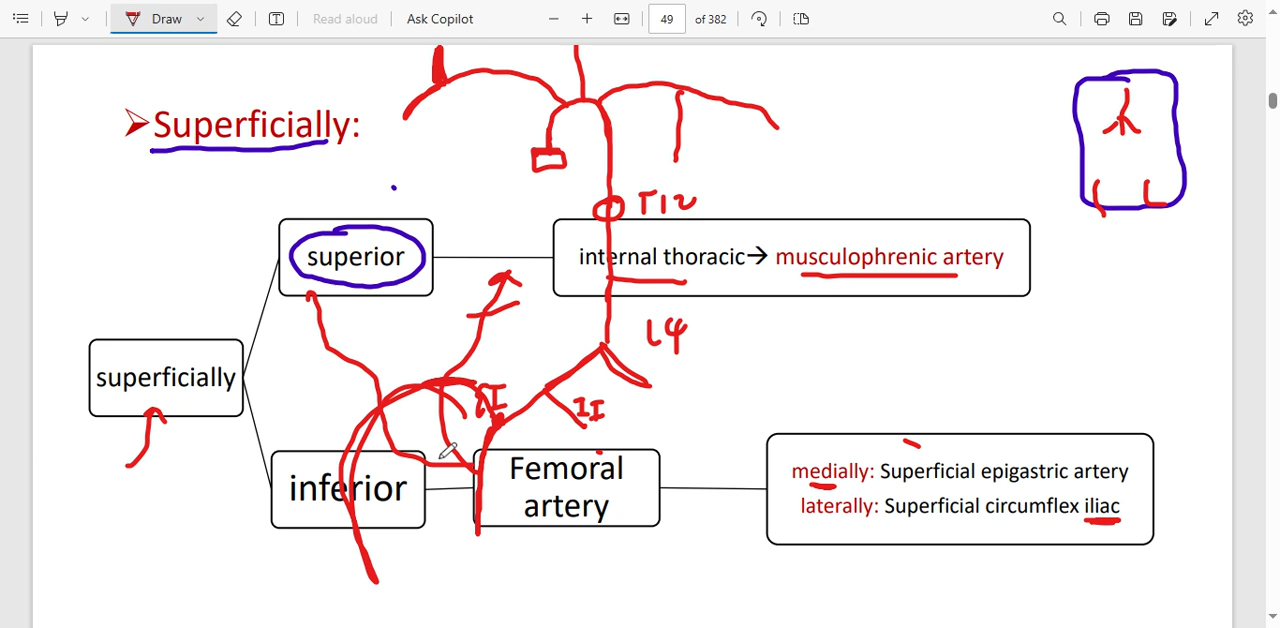 Draw
Read aloud
Ask Copilot
49 of 382
➢Superficially:
T12
superior
internal thoracic→ musculophrenic artery
L4
superficially
II
inferior
Femoral
artery
medially: Superficial epigastric artery
laterally: Superficial circumflex iliac